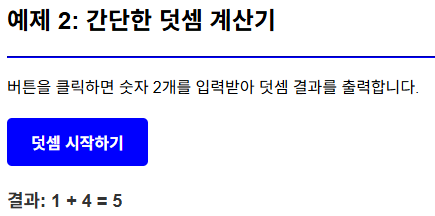 예제 2: 간단한 덧셈 계산기
버튼을 클릭하면 숫자 2개를 입력받아 덧셈 결과를 출력합니다.
덧셈 시작하기
결과: 1 + 4 = 5